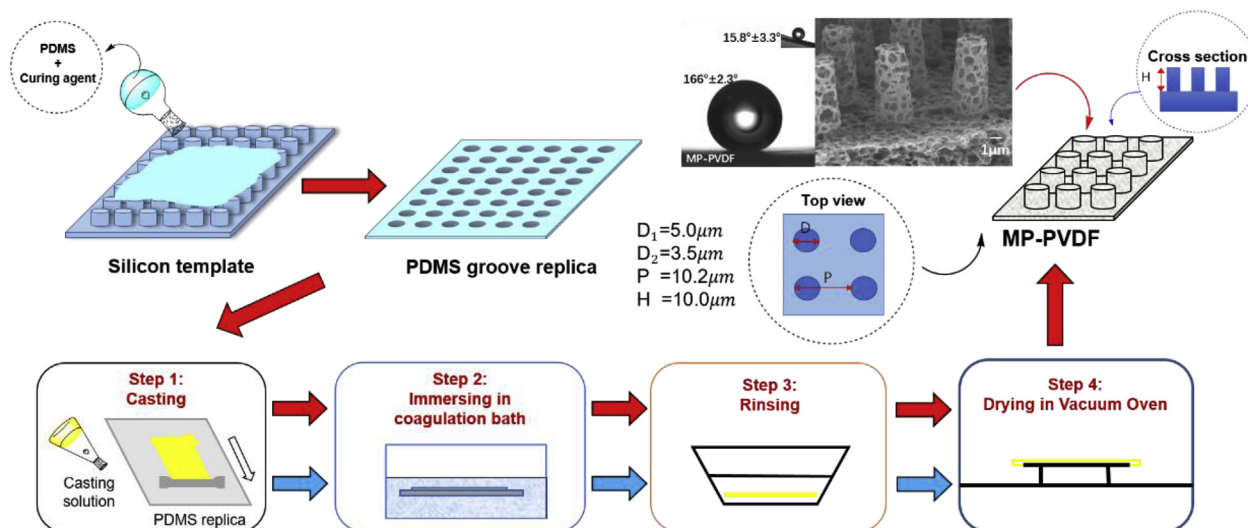 PDMS
+
Curing agent
Silicon template
PDMS groove replica
15.8°±3.3°
166°±2.3°
MP-PVDF
1μm
Cross section
H
MP-PVDF
Top view
D
P
D₁=5.0μm
D₂=3.5μm
P =10.2μm
H =10.0μm
Step 1:
Casting
Casting
solution
PDMS replica
Step 2:
Immersing in
coagulation bath
Step 3:
Rinsing
Step 4:
Drying in Vacuum Oven